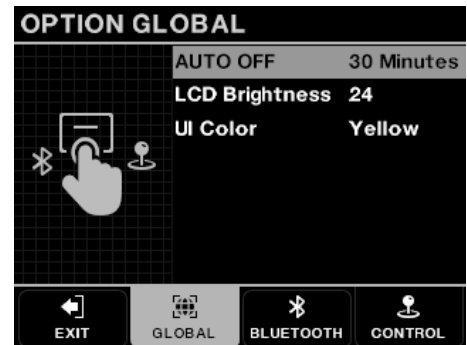 OPTION GLOBAL
AUTO OFF 30 Minutes
LCD Brightness 24
UI Color Yellow
EXIT GLOBAL BLUETOOTH CONTROL